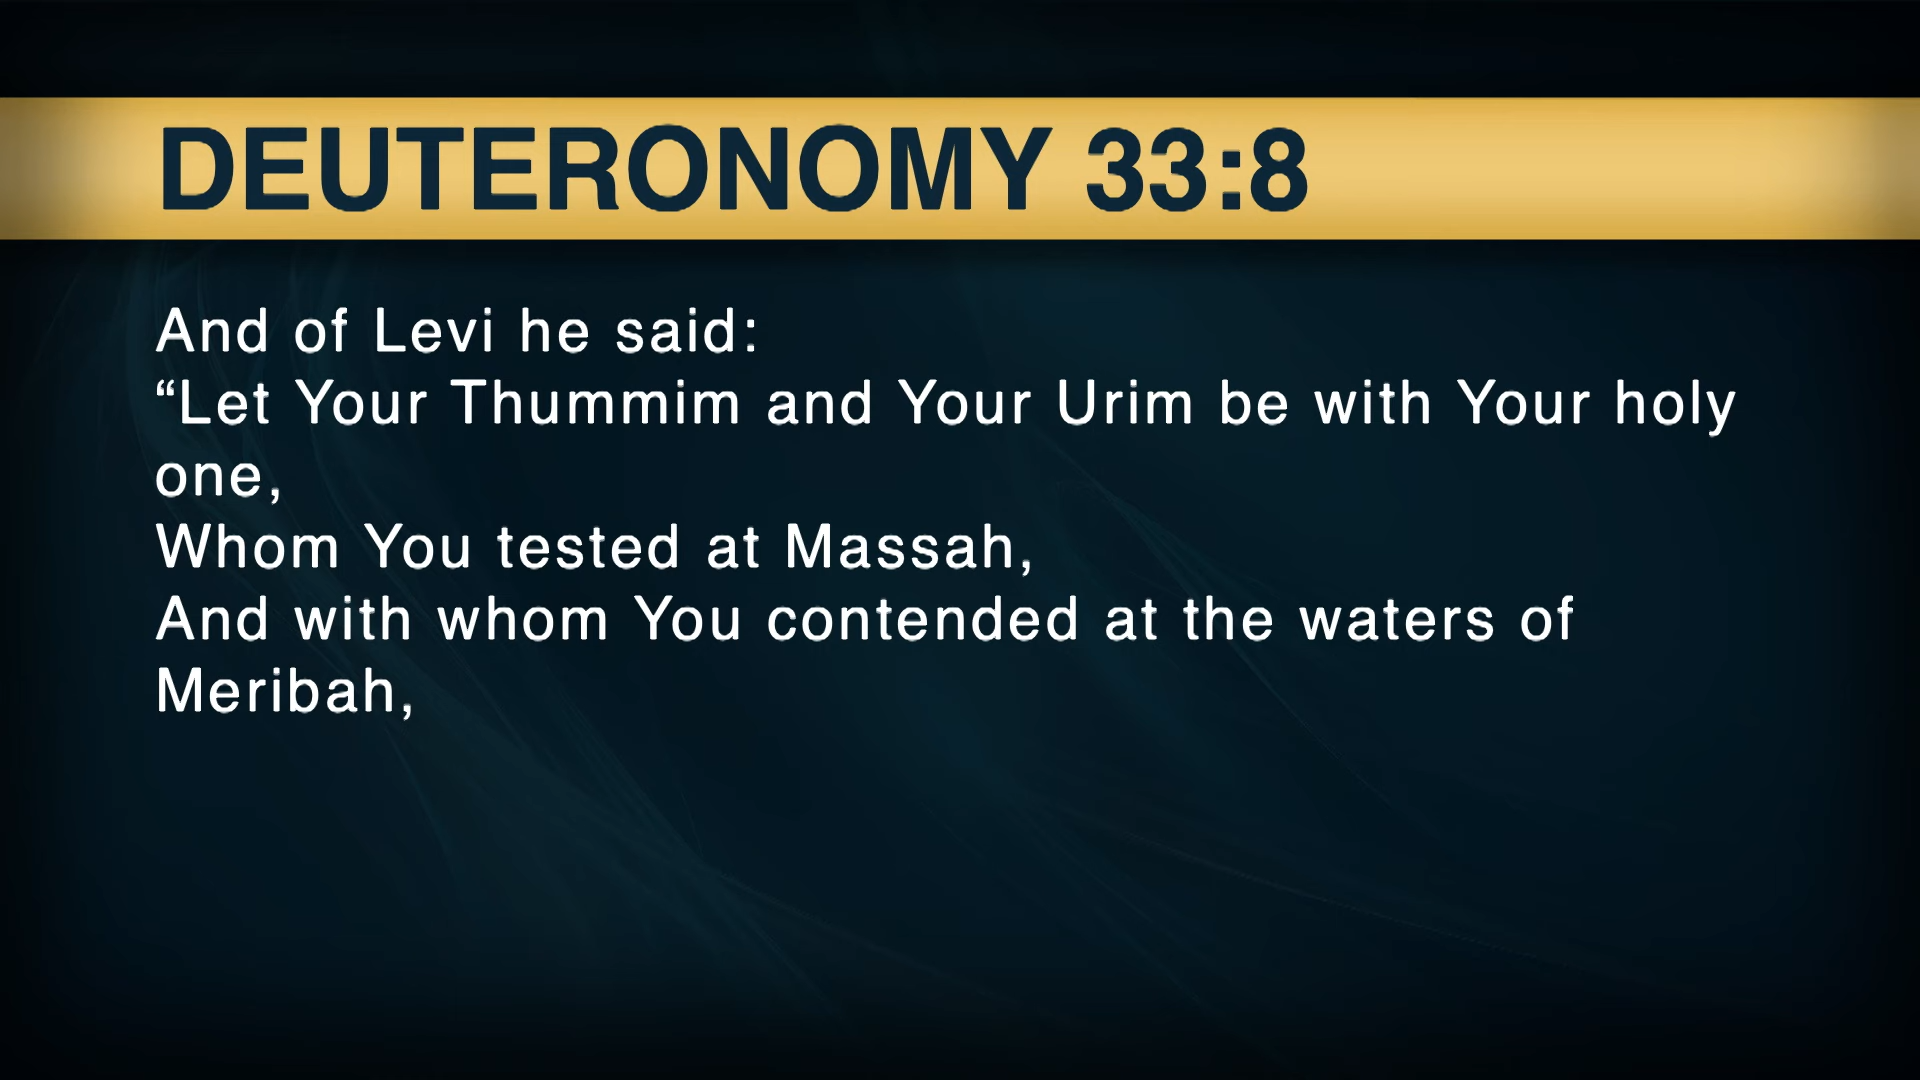 DEUTERONOMY 33:8
And of Levi he said:
“Let Your Thummim and Your Urim be with Your holy
one,
Whom You tested at Massah,
And with whom You contended at the waters of
Meribah,